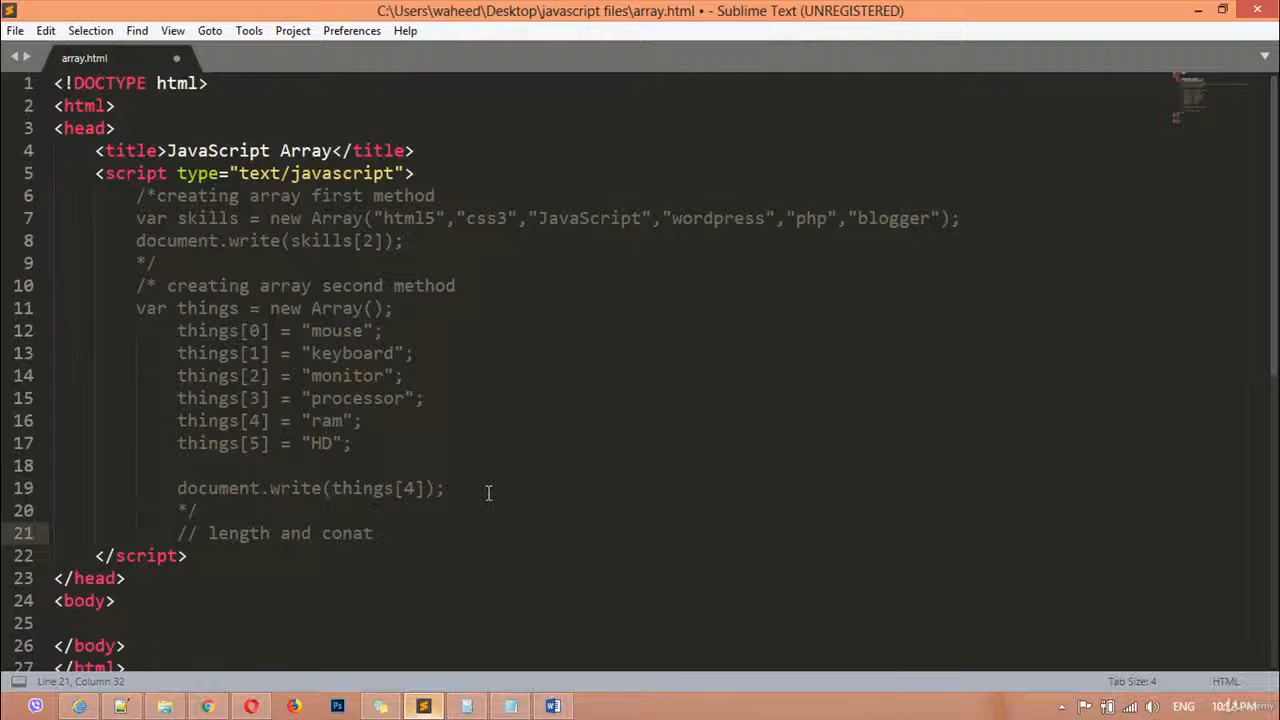 C:\Users\waheed\Desktop\javascript files\array.html • - Sublime Text (UNREGISTERED)
File Edit Selection Find View Goto Tools Project Preferences Help
array.html
1 <!DOCTYPE html>
2 <html>
3 <head>
4 <title>JavaScript Array</title>
5 <script type="text/javascript">
6 /*creating array first method
7 var skills = new Array("html5","css3","JavaScript","wordpress","php","blogger");
8 document.write(skills[2]);
9 */
10 /* creating array second method
11 var things = new Array();
12 things[0] = "mouse";
13 things[1] = "keyboard";
14 things[2] = "monitor";
15 things[3] = "processor";
16 things[4] = "ram";
17 things[5] = "HD";
18
19 document.write(things[4]);
20 */
21 // length and conat
22 </script>
23 </head>
24 <body>
25
26 </body>
27 </html>
Line 21, Column 32 Tab Size: 4 HTML
Ps W ENG